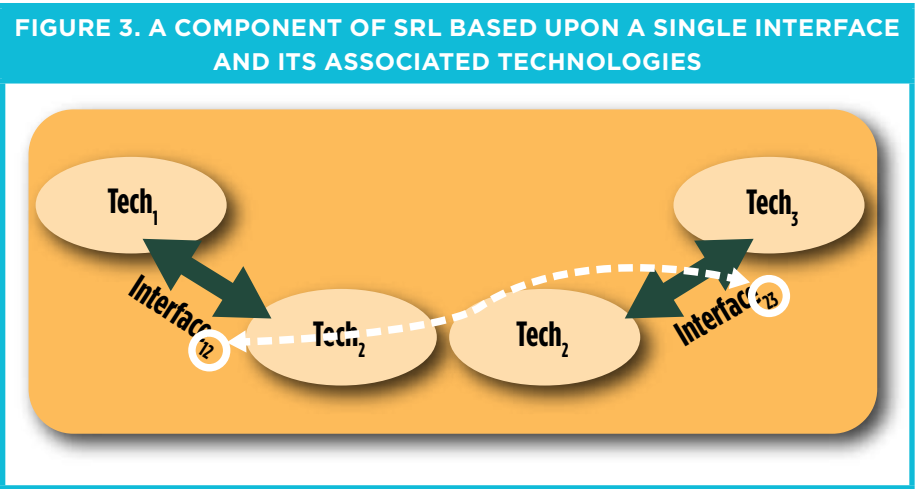 FIGURE 3. A COMPONENT OF SRL BASED UPON A SINGLE INTERFACE
AND ITS ASSOCIATED TECHNOLOGIES
Tech₁
Tech₃
Interface₁₂
Tech₂
Tech₂
Interface₂₃